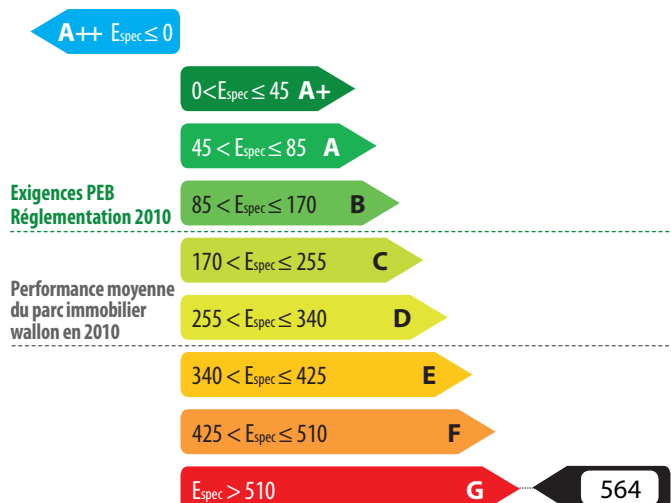 A++ Espec ≤ 0
0<Espec ≤ 45 A+
45 < Espec ≤ 85 A
Exigences PEB
Réglementation 2010
85 < Espec ≤ 170 B
170 < Espec ≤ 255 C
Performance moyenne
du parc immobilier
wallon en 2010
255 < Espec ≤ 340 D
340 < Espec ≤ 425 E
425 < Espec ≤ 510 F
Espec > 510 G
564